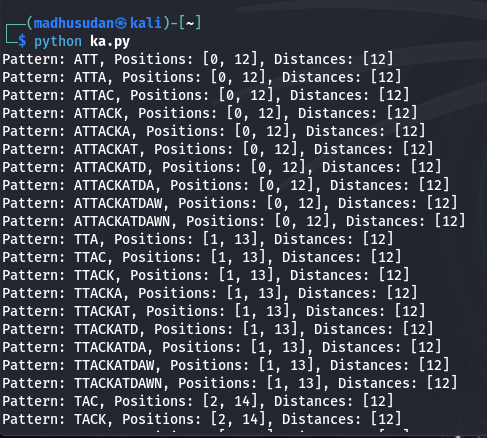 (madhusudan㉿kali)-[~]
$ python ka.py
Pattern: ATT, Positions: [0, 12], Distances: [12]
Pattern: ATTA, Positions: [0, 12], Distances: [12]
Pattern: ATTAC, Positions: [0, 12], Distances: [12]
Pattern: ATTACK, Positions: [0, 12], Distances: [12]
Pattern: ATTACKA, Positions: [0, 12], Distances: [12]
Pattern: ATTACKAT, Positions: [0, 12], Distances: [12]
Pattern: ATTACKATD, Positions: [0, 12], Distances: [12]
Pattern: ATTACKATDA, Positions: [0, 12], Distances: [12]
Pattern: ATTACKATDAW, Positions: [0, 12], Distances: [12]
Pattern: ATTACKATDAWN, Positions: [0, 12], Distances: [12]
Pattern: TTA, Positions: [1, 13], Distances: [12]
Pattern: TTAC, Positions: [1, 13], Distances: [12]
Pattern: TTACK, Positions: [1, 13], Distances: [12]
Pattern: TTACKA, Positions: [1, 13], Distances: [12]
Pattern: TTACKAT, Positions: [1, 13], Distances: [12]
Pattern: TTACKATD, Positions: [1, 13], Distances: [12]
Pattern: TTACKATDA, Positions: [1, 13], Distances: [12]
Pattern: TTACKATDAW, Positions: [1, 13], Distances: [12]
Pattern: TTACKATDAWN, Positions: [1, 13], Distances: [12]
Pattern: TAC, Positions: [2, 14], Distances: [12]
Pattern: TACK, Positions: [2, 14], Distances: [12]